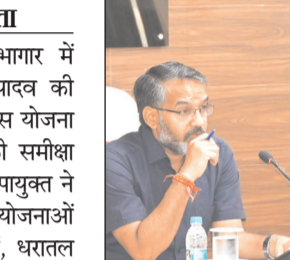 ता
भागार में
यादव की
स योजना
ी समीक्षा
पायुक्त ने
योजनाओं
, धरातल